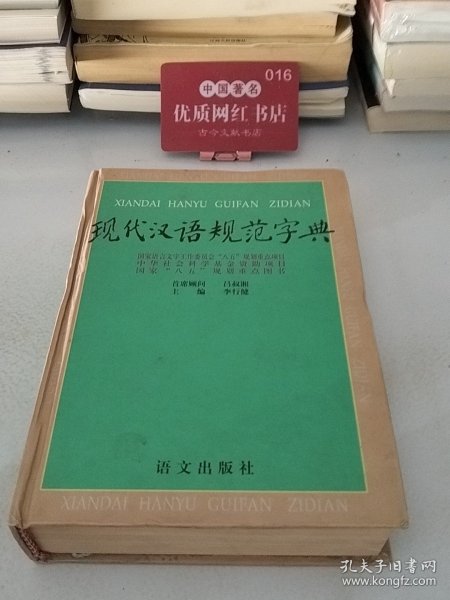 016
中国著名
优质网红书店
古今文献书店
XIANDAI HANYU GUIFAN ZIDIAN
现代汉语规范字典
国家语言文字工作委员会“八五”规划重点项目
中华社会科学基金资助项目
国家“八五”规划重点图书
首席顾问 吕叔湘
主编 李行健
语文出版社
XIANDAI HANYU GUIFAN ZIDIAN
孔夫子旧书网
www.kongfz.com